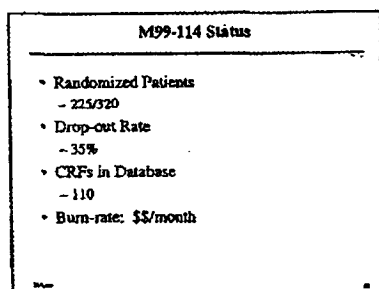 M99-114 Status
• Randomized Patients
– 225/320
• Drop-out Rate
– 35%
• CRFs in Database
– 110
• Burn-rate: $$/month